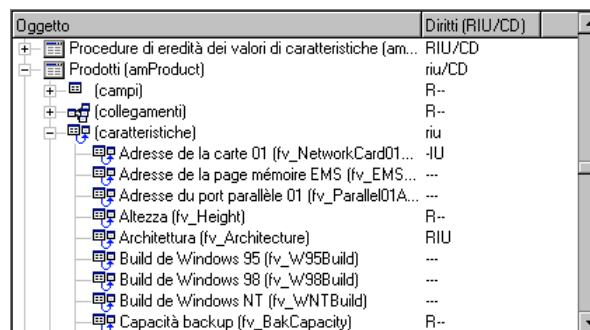 Oggetto Diritti (RIU/CD)
Procedure di eredità dei valori di caratteristiche (am... RIU/CD
Prodotti (amProduct) riu/CD
(campi) R--
(collegamenti) R--
(caratteristiche) riu
Adresse de la carte 01 (fv_NetworkCard01... -IU
Adresse de la page mémoire EMS (fv_EMS... ---
Adresse du port parallèle 01 (fv_Parallel01A... ---
Altezza (fv_Height) R--
Architettura (fv_Architecture) RIU
Build de Windows 95 (fv_W95Build) ---
Build de Windows 98 (fv_W98Build) ---
Build de Windows NT (fv_WNTBuild) ---
Capacità backup (fv_BakCapacity) R--